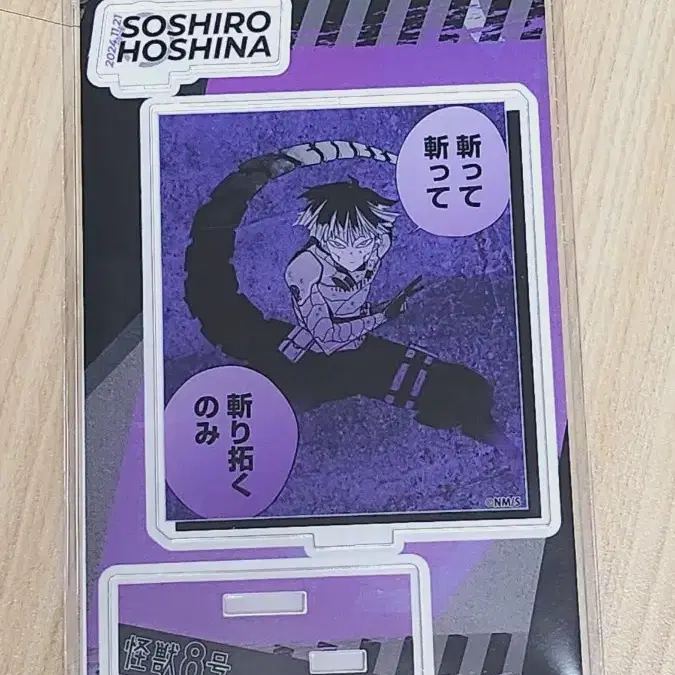 2024.11.21
SOSHIRO
HOSHINA
斬って
斬って
斬り拓く
のみ
©NM/S
怪獣8号